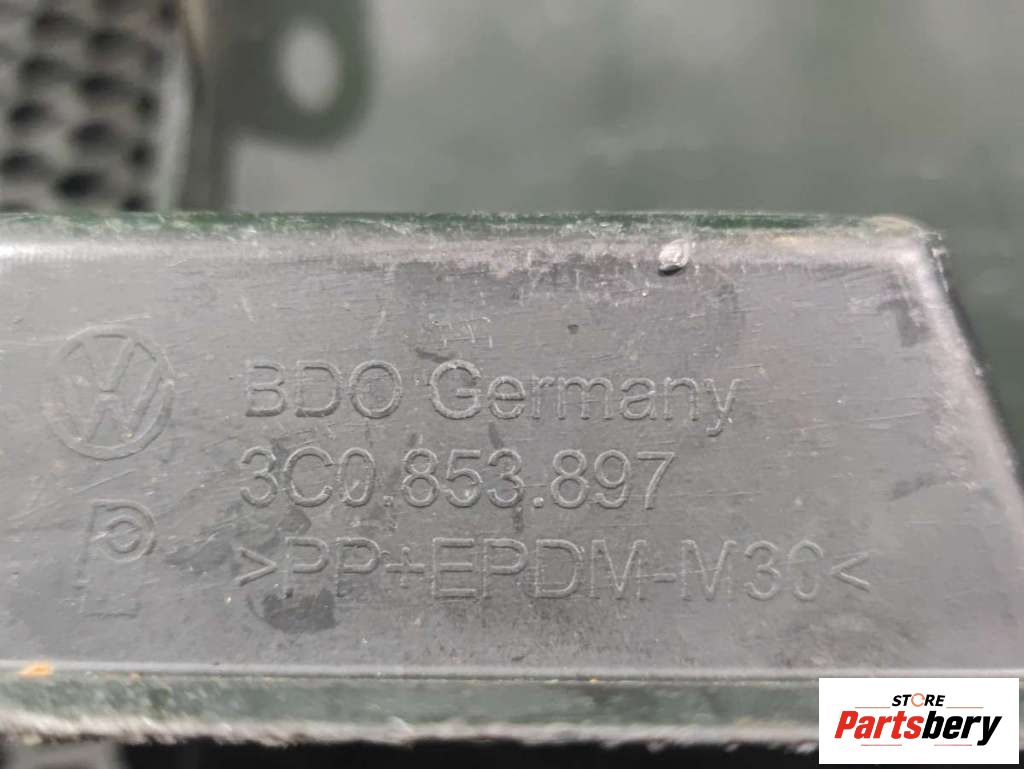 BDO Germany
3C0.853.897
>PP+EPDM-M30<
STORE
Partsbery